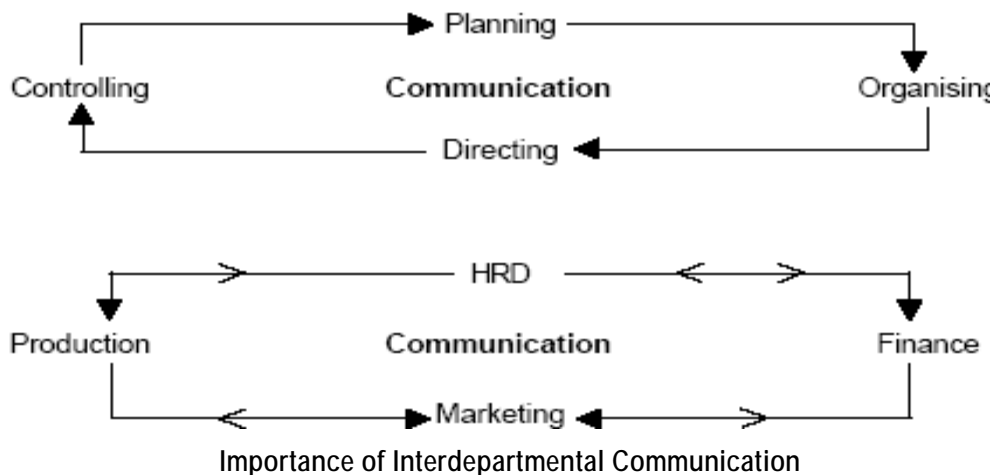 Planning
Controlling Communication Organising
Directing
HRD
Production Communication Finance
Marketing
Importance of Interdepartmental Communication